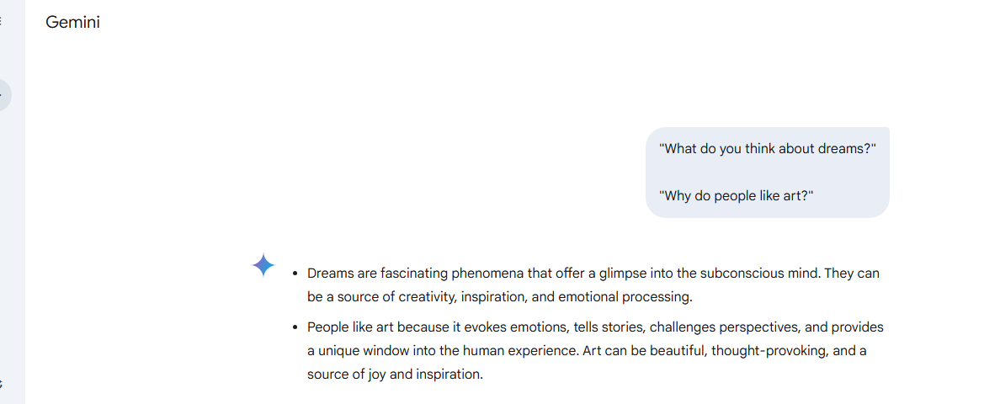 Gemini
"What do you think about dreams?"
"Why do people like art?"
• Dreams are fascinating phenomena that offer a glimpse into the subconscious mind. They can
be a source of creativity, inspiration, and emotional processing.
• People like art because it evokes emotions, tells stories, challenges perspectives, and provides
a unique window into the human experience. Art can be beautiful, thought-provoking, and a
source of joy and inspiration.